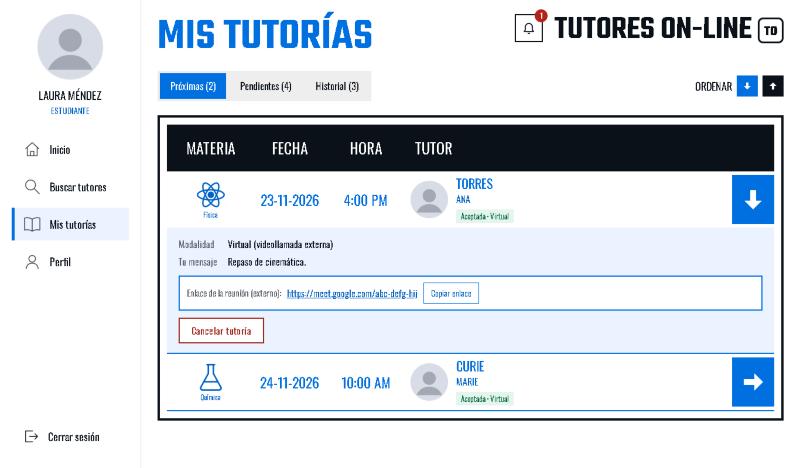 LAURA MÉNDEZ
ESTUDIANTE
Inicio
Buscar tutores
Mis tutorías
Perfil
Cerrar sesión
MIS TUTORÍAS
1
TUTORES ON-LINE TO
Próximas (2) Pendientes (4) Historial (3)
ORDENAR
MATERIA FECHA HORA TUTOR
Física
23-11-2026 4:00 PM
TORRES
ANA
Aceptada · Virtual
Modalidad Virtual (videollamada externa)
Tu mensaje Repaso de cinemática.
Enlace de la reunión (externo): https://meet.google.com/abc-defg-hij Copiar enlace
Cancelar tutoría
Química
24-11-2026 10:00 AM
CURIE
MARIE
Aceptada · Virtual